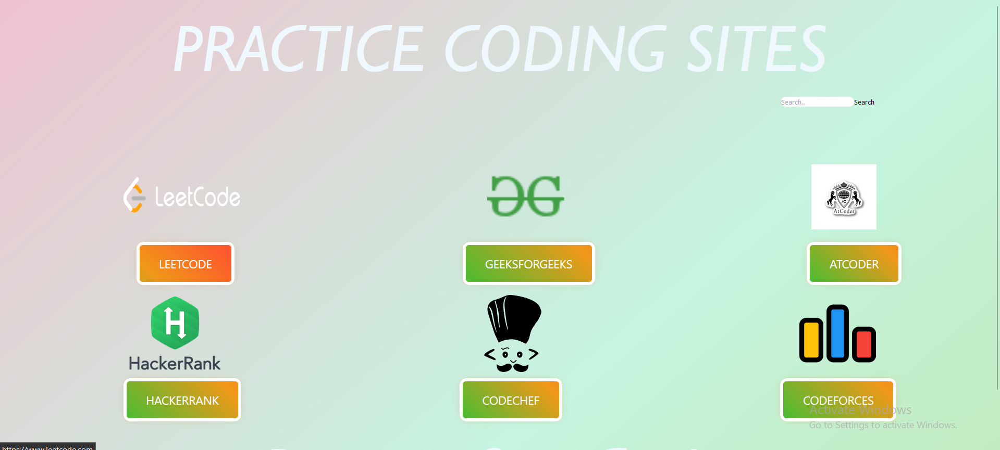 PRACTICE CODING SITES
Search.. Search
LeetCode
AC
AtCoder
LEETCODE
GEEKSFORGEEKS
ATCODER
H
HackerRank
HACKERRANK
CODECHEF
CODEFORCES
Activate Windows
Go to Settings to activate Windows.
https://www.leetcode.com